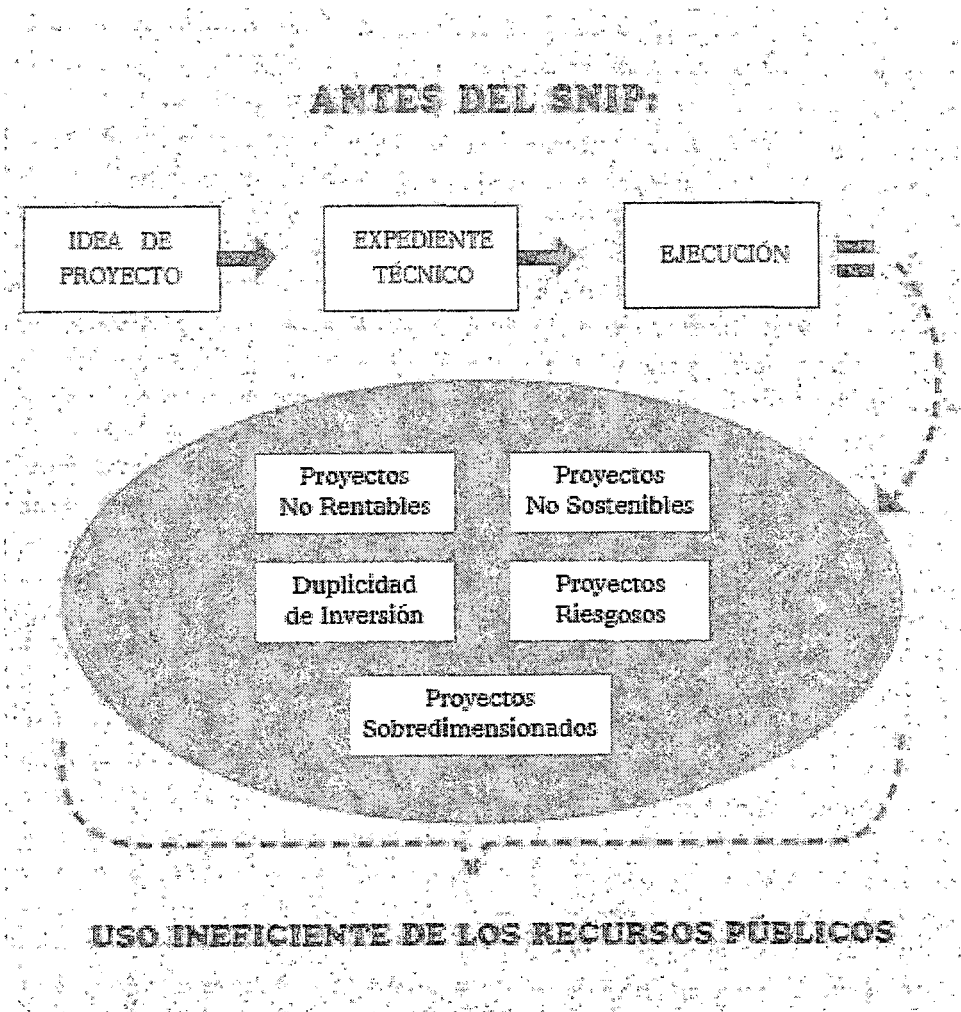 ANTES DEL SNIP:
IDEA DE
PROYECTO
EXPEDIENTE
TÉCNICO
EJECUCIÓN
=
Proyectos
No Rentables
Proyectos
No Sostenibles
Duplicidad
de Inversión
Proyectos
Riesgosos
Proyectos
Sobredimensionados
USO INEFICIENTE DE LOS RECURSOS PÚBLICOS